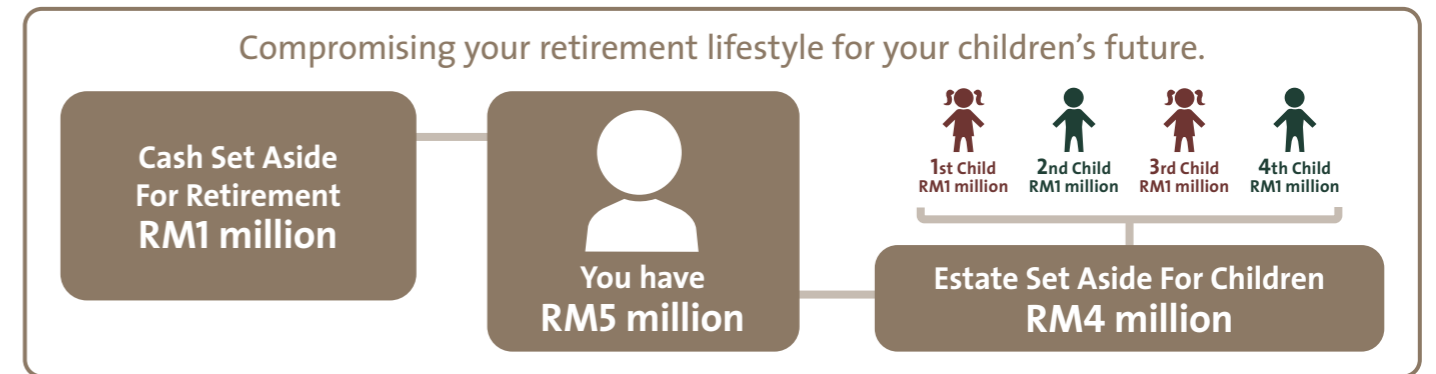 Compromising your retirement lifestyle for your children’s future.
Cash Set Aside
For Retirement
RM1 million
You have
RM5 million
1st Child
RM1 million
2nd Child
RM1 million
3rd Child
RM1 million
4th Child
RM1 million
Estate Set Aside For Children
RM4 million